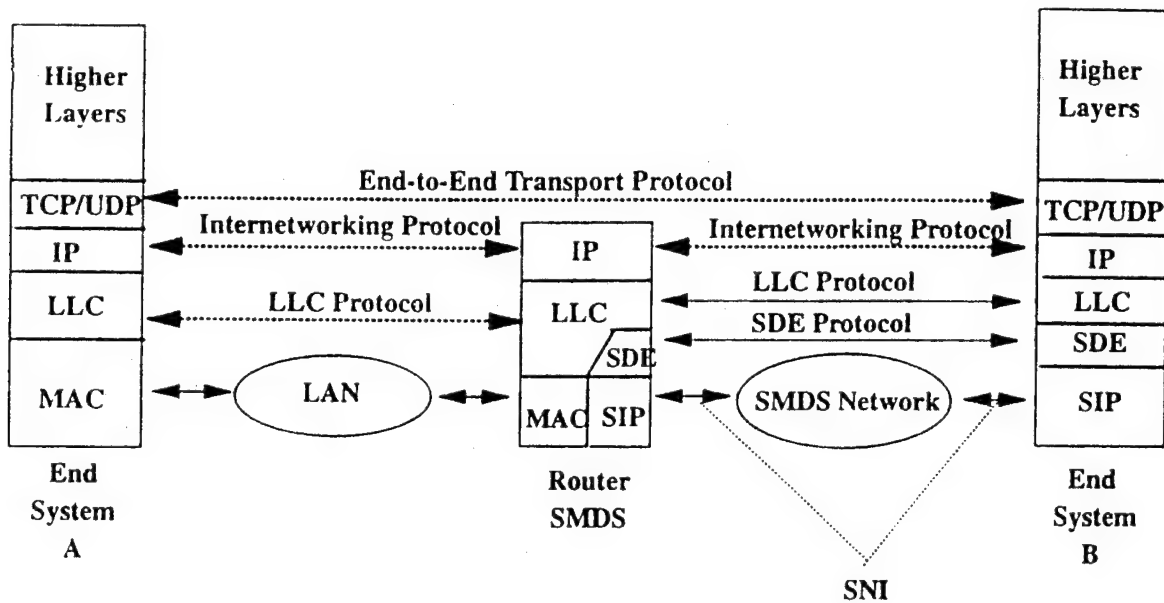 Higher
Layers
TCP/UDP
IP
LLC
MAC
End
System
A
End-to-End Transport Protocol
Internetworking Protocol
LLC Protocol
LAN
IP
LLC
SDE
MAC
SIP
Router
SMDS
Internetworking Protocol
LLC Protocol
SDE Protocol
SMDS Network
SNI
Higher
Layers
TCP/UDP
IP
LLC
SDE
SIP
End
System
B